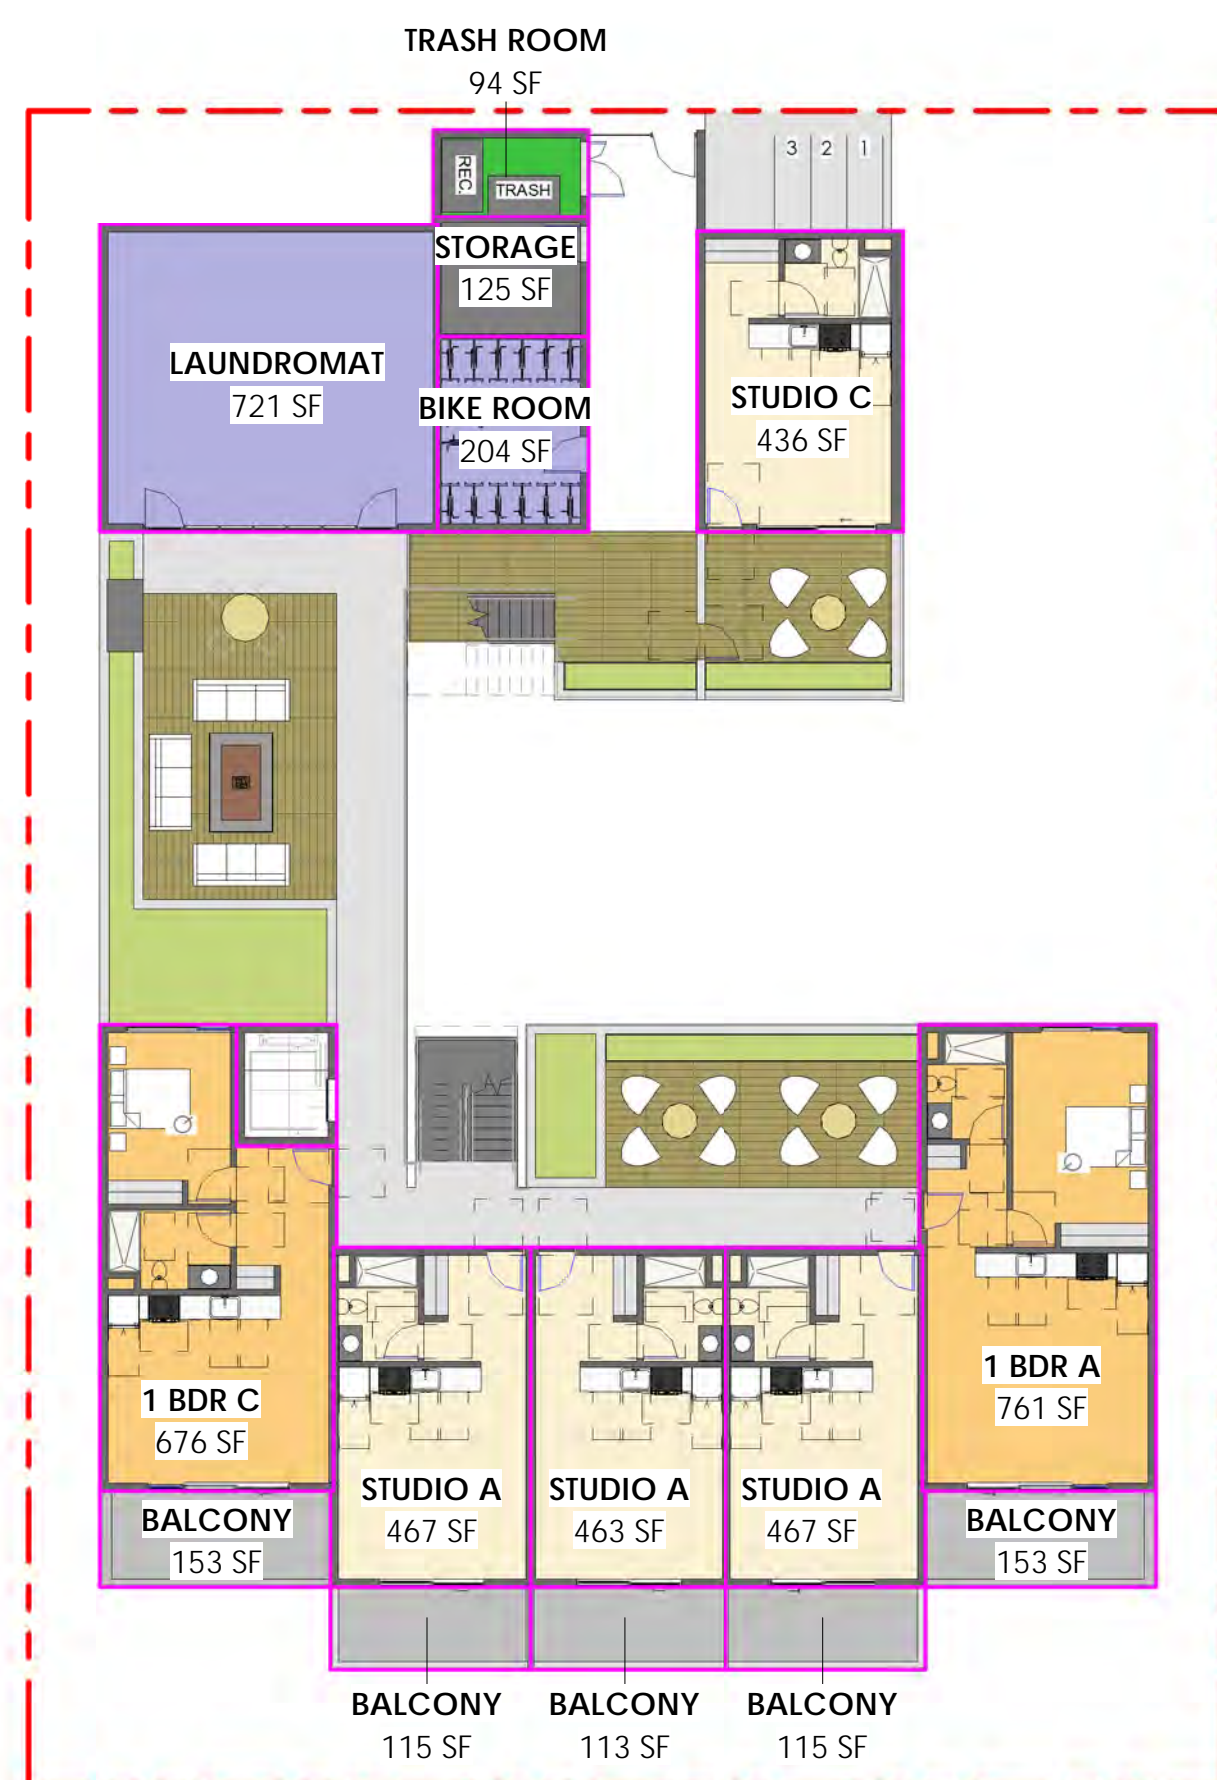 TRASH ROOM
94 SF
3 2 1
REC.
TRASH
STORAGE
125 SF
LAUNDROMAT
721 SF
BIKE ROOM
204 SF
STUDIO C
436 SF
1 BDR C
676 SF
1 BDR A
761 SF
STUDIO A
467 SF
STUDIO A
463 SF
STUDIO A
467 SF
BALCONY
153 SF
BALCONY
153 SF
BALCONY
115 SF
BALCONY
113 SF
BALCONY
115 SF